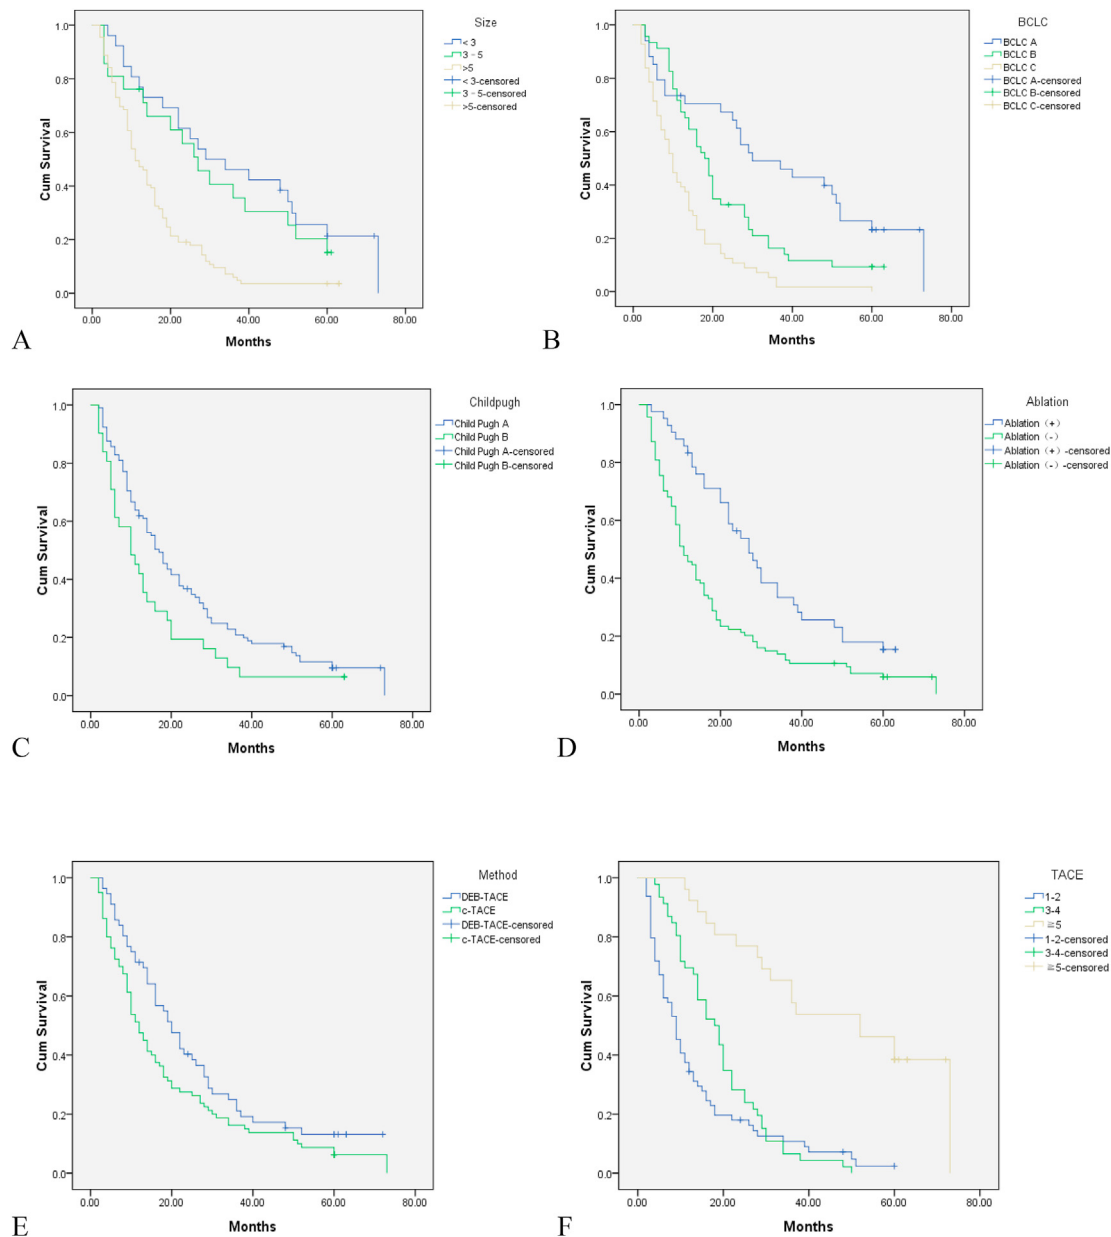 Size
< 3
3–5
>5
< 3-censored
3–5-censored
>5-censored
Cum Survival
1.0
0.8
0.6
0.4
0.2
0.0
0.00 20.00 40.00 60.00 80.00
Months
A
BCLC
BCLC A
BCLC B
BCLC C
BCLC A-censored
BCLC B-censored
BCLC C-censored
Cum Survival
1.0
0.8
0.6
0.4
0.2
0.0
0.00 20.00 40.00 60.00 80.00
Months
B
Childpugh
Child Pugh A
Child Pugh B
Child Pugh A-censored
Child Pugh B-censored
Cum Survival
1.0
0.8
0.6
0.4
0.2
0.0
0.00 20.00 40.00 60.00 80.00
Months
C
Ablation
Ablation（+）
Ablation（-）
Ablation（+）-censored
Ablation（-）-censored
Cum Survival
1.0
0.8
0.6
0.4
0.2
0.0
0.00 20.00 40.00 60.00 80.00
Months
D
Method
DEB-TACE
c-TACE
DEB-TACE-censored
c-TACE-censored
Cum Survival
1.0
0.8
0.6
0.4
0.2
0.0
0.00 20.00 40.00 60.00 80.00
Months
E
TACE
1-2
3-4
≧5
1-2-censored
3-4-censored
≧5-censored
Cum Survival
1.0
0.8
0.6
0.4
0.2
0.0
0.00 20.00 40.00 60.00 80.00
Months
F